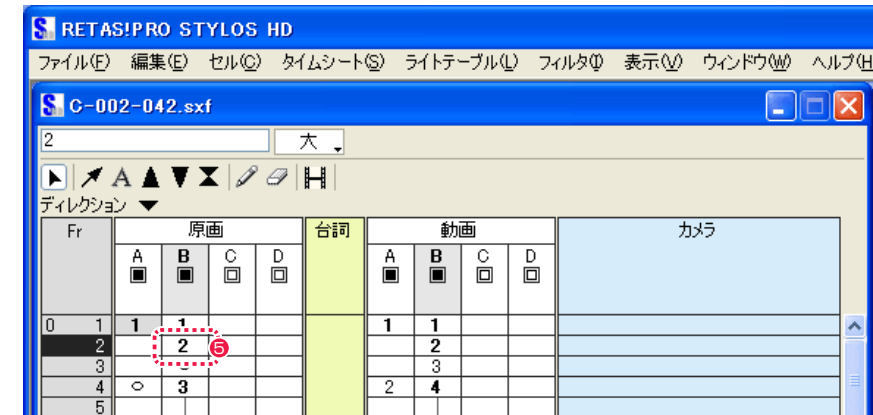 RETAS!PRO STYLOS HD
ファイル(F) 編集(E) セル(C) タイムシート(S) ライトテーブル(L) フィルタ(I) 表示(V) ウィンドウ(W) ヘルプ(H
C-002-042.sxf
2 大
A
ディレクション
Fr 原画 台詞 動画 カメラ
A B C D A B C D
0 1 1 1 1 1
2 2 2
5
3 3
4 ○ 3 2 4
5